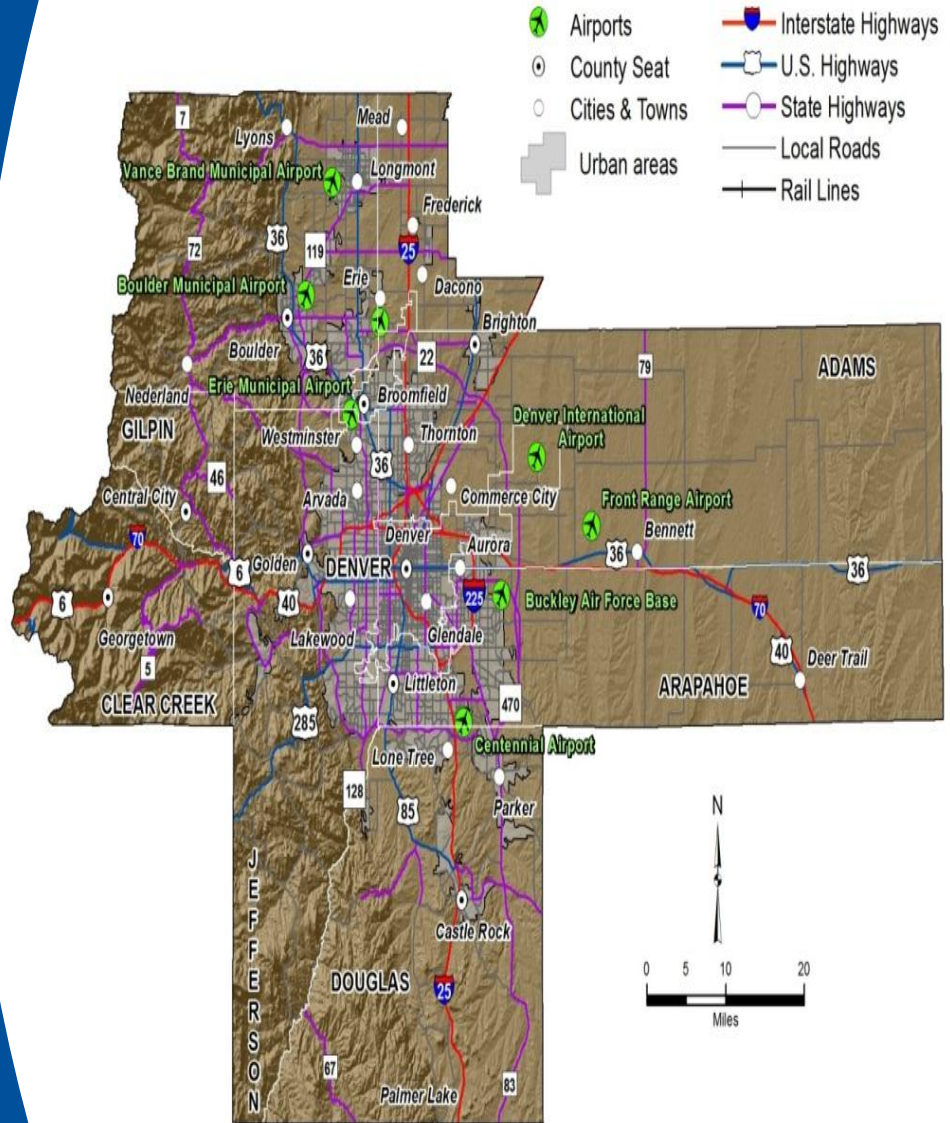 Airports
County Seat
Cities & Towns
Urban areas
Interstate Highways
U.S. Highways
State Highways
Local Roads
Rail Lines
7
Lyons
Mead
Vance Brand Municipal Airport
Longmont
Frederick
36
119
25
72
Boulder Municipal Airport
Erie
Dacono
Brighton
Boulder
36
22
79
ADAMS
Nederland
Erie Municipal Airport
Broomfield
Denver International
Airport
GILPIN
Westminster
Thornton
36
46
Central City
Arvada
Commerce City
Front Range Airport
70
Denver
Bennett
Golden
DENVER
Aurora
36
36
6
6
40
225
Buckley Air Force Base
70
Georgetown
Lakewood
Glendale
5
40
Deer Trail
CLEAR CREEK
Littleton
ARAPAHOE
470
285
Centennial Airport
Lone Tree
128
85
Parker
N
JEFFERSON
Castle Rock
0 5 10 20
Miles
DOUGLAS
25
67
83
Palmer Lake